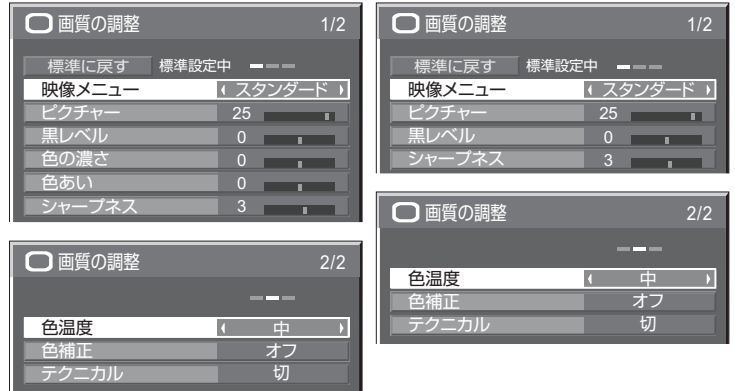 画質の調整 1/2
標準に戻す 標準設定中
映像メニュー スタンダード
ピクチャー 25
黒レベル 0
色の濃さ 0
色あい 0
シャープネス 3
画質の調整 2/2
色温度 中
色補正 オフ
テクニカル 切
画質の調整 1/2
標準に戻す 標準設定中
映像メニュー スタンダード
ピクチャー 25
黒レベル 0
シャープネス 3
画質の調整 2/2
色温度 中
色補正 オフ
テクニカル 切